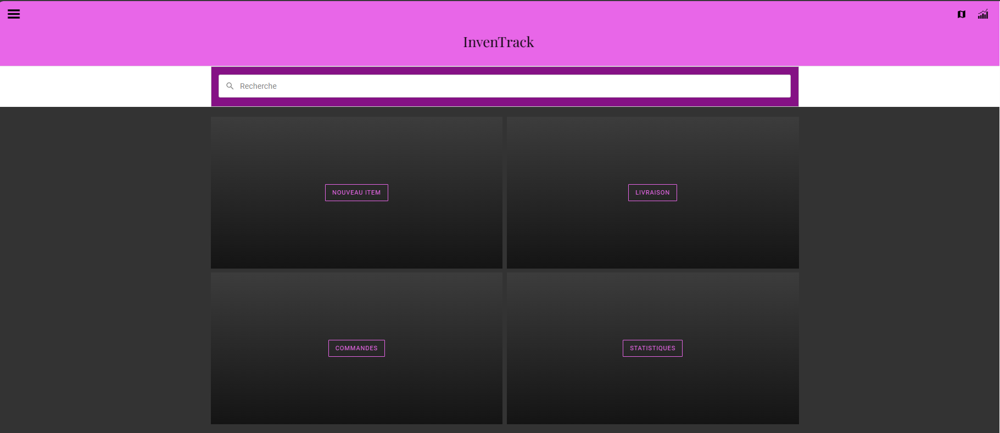 InvenTrack
Recherche
NOUVEAU ITEM
LIVRAISON
COMMANDES
STATISTIQUES